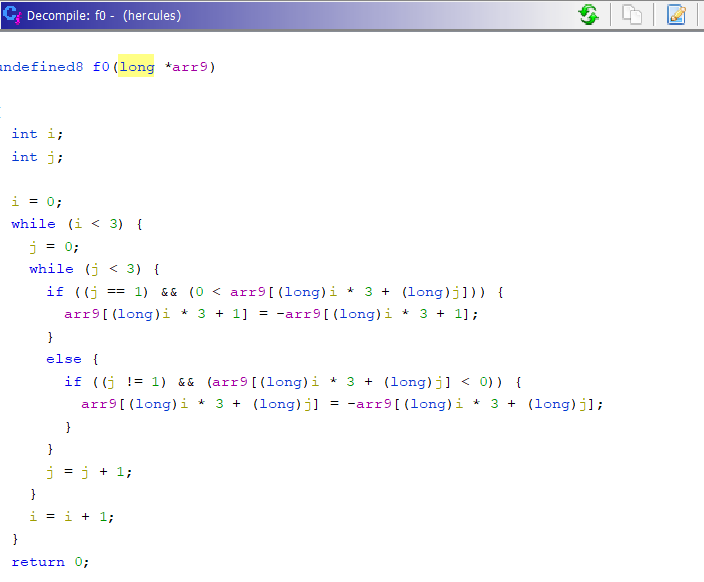 Decompile: f0 - (hercules)
undefined8 f0(long *arr9)
{
int i;
int j;
i = 0;
while (i < 3) {
j = 0;
while (j < 3) {
if ((j == 1) && (0 < arr9[(long)i * 3 + (long)j])) {
arr9[(long)i * 3 + 1] = -arr9[(long)i * 3 + 1];
}
else {
if ((j != 1) && (arr9[(long)i * 3 + (long)j] < 0)) {
arr9[(long)i * 3 + (long)j] = -arr9[(long)i * 3 + (long)j];
}
}
j = j + 1;
}
i = i + 1;
}
return 0;